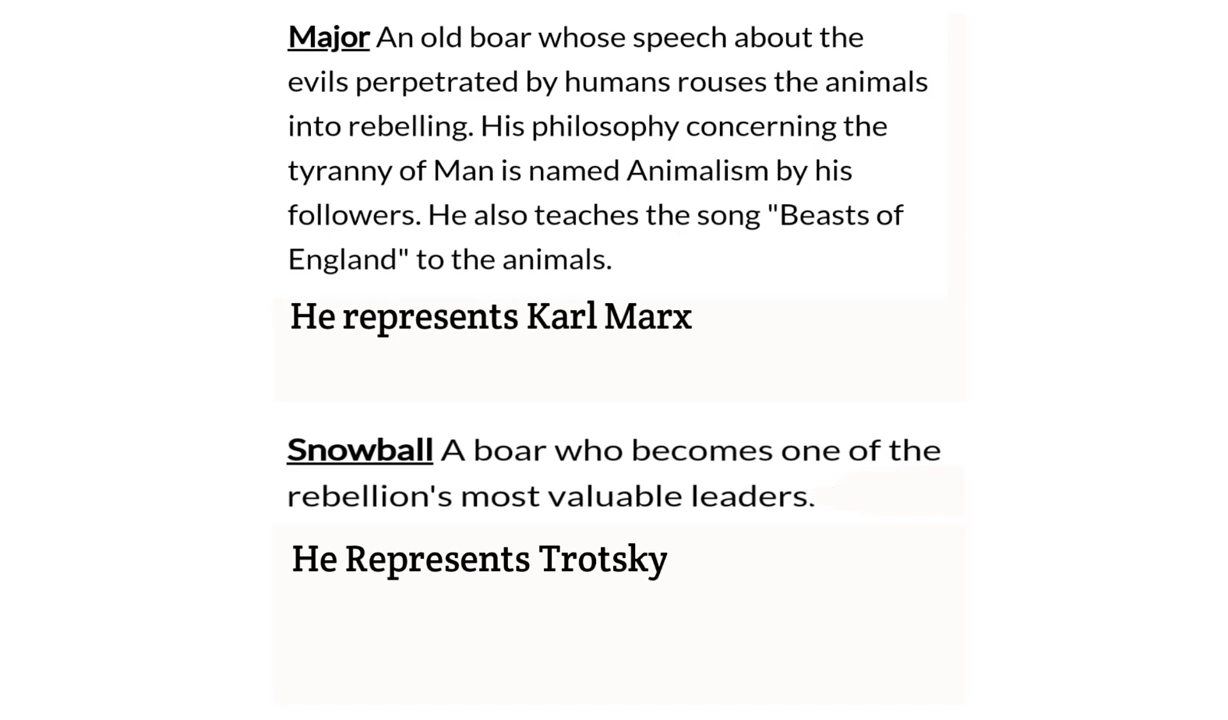 Major An old boar whose speech about the
evils perpetrated by humans rouses the animals
into rebelling. His philosophy concerning the
tyranny of Man is named Animalism by his
followers. He also teaches the song "Beasts of
England" to the animals.
He represents Karl Marx
Snowball A boar who becomes one of the
rebellion's most valuable leaders.
He Represents Trotsky